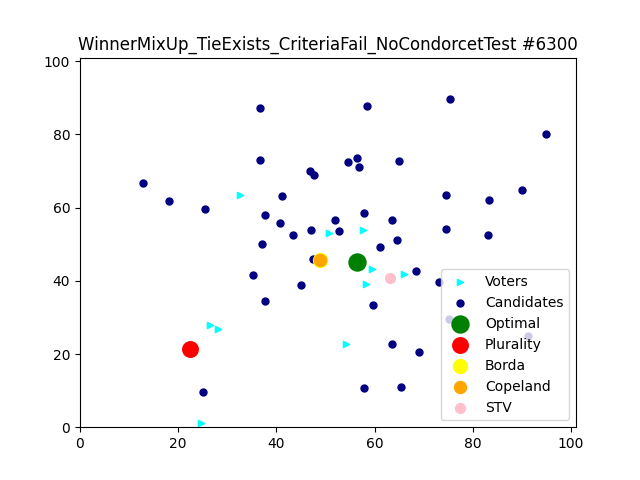 WinnerMixUp_TieExists_CriteriaFail_NoCondorcetTest #6300
100
80
60
40
20
0
0 20 40 60 80 100
Voters
Candidates
Optimal
Plurality
Borda
Copeland
STV